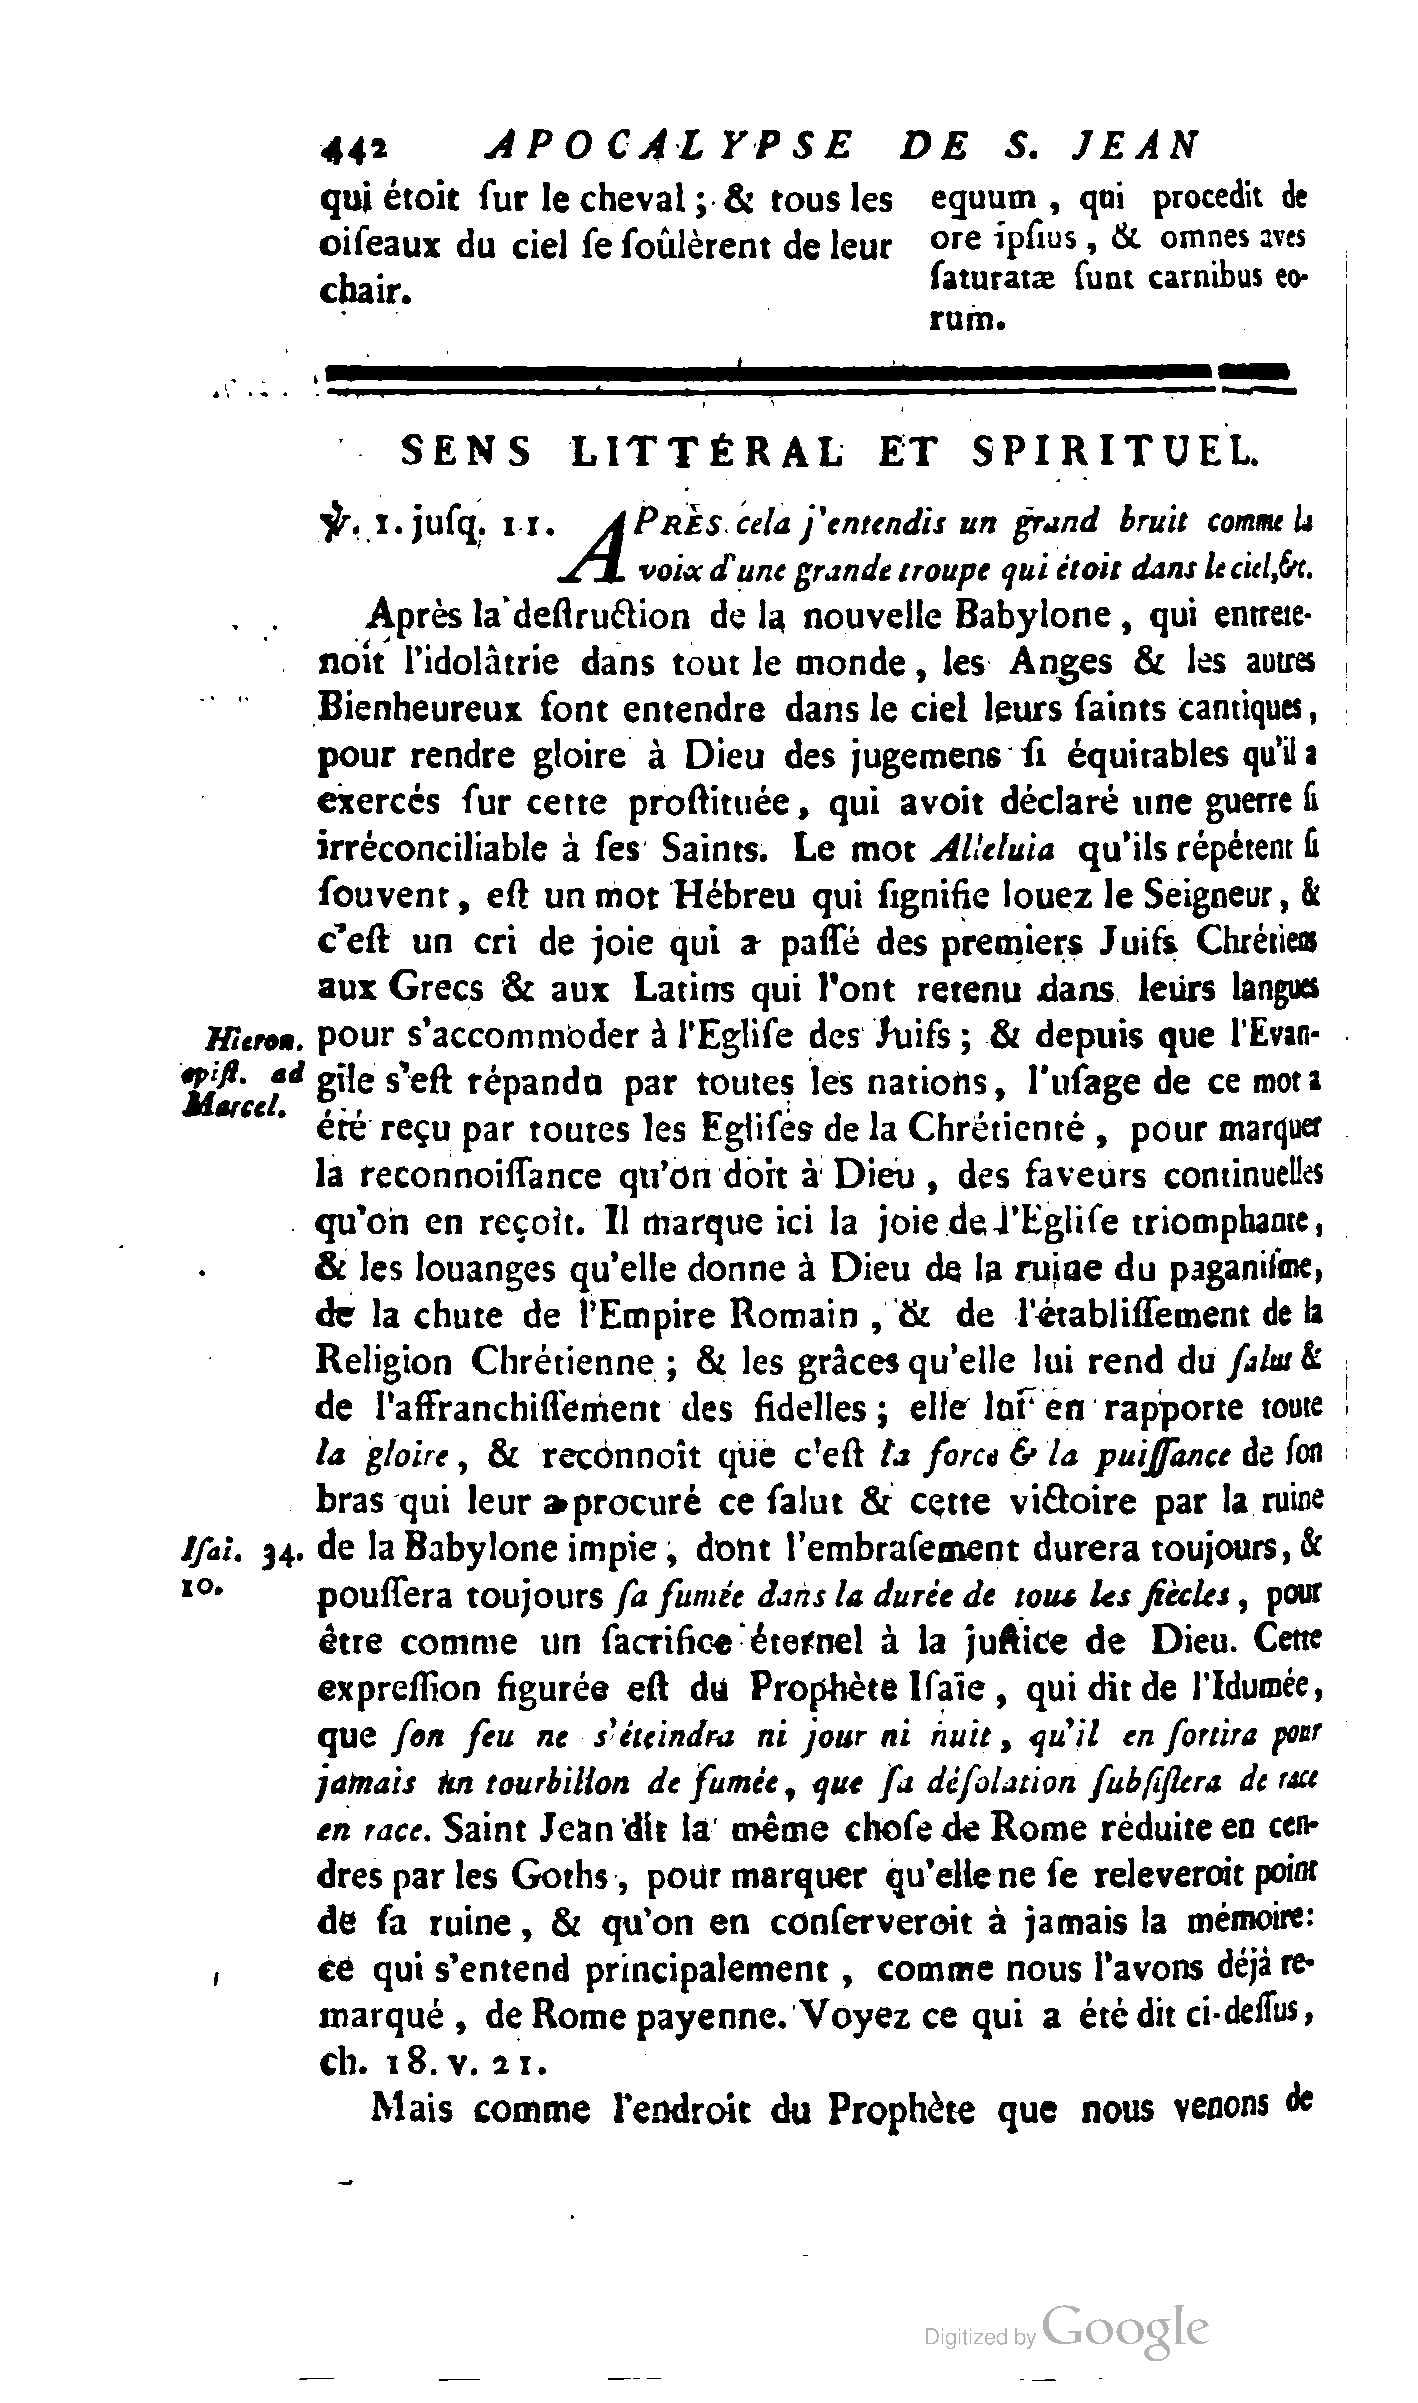 442 APOCALYPSE DE S. JEAN
qui étoit ſur le cheval ; & tous les
oiſeaux du ciel ſe ſoûlèrent de leur
chair.
equum , qui procedit de
ore ipſius , & omnes aves
ſaturatæ ſunt carnibus eo-
rum.
SENS LITTÉRAL ET SPIRITUEL.
℣. 1. juſq. 11. APRÈS cela j'entendis un grand bruit comme la
voix d'une grande troupe qui étoit dans le ciel, &c.
Après la deſtruction de la nouvelle Babylone , qui entrete-
noit l'idolâtrie dans tout le monde , les Anges & les autres
Bienheureux font entendre dans le ciel leurs ſaints cantiques ,
pour rendre gloire à Dieu des jugemens ſi équitables qu'il a
exercés ſur cette proſtituée , qui avoit déclaré une guerre ſi
irréconciliable à ſes Saints. Le mot Alleluia qu'ils répétent ſi
ſouvent , eſt un mot Hébreu qui ſignifie louez le Seigneur , &
c'eſt un cri de joie qui a paſſé des premiers Juifs Chrétiens
aux Grecs & aux Latins qui l'ont retenu dans leurs langues
Hieron. pour s'accommoder à l'Egliſe des Juifs ; & depuis que l'Evan-
epiſt. ad gile s'eſt répandu par toutes les nations , l'uſage de ce mot a
Marcel. été reçu par toutes les Egliſes de la Chrétienté , pour marquer
la reconnoiſſance qu'on doit à Dieu , des faveurs continuelles
qu'on en reçoit. Il marque ici la joie de l'Egliſe triomphante ,
& les louanges qu'elle donne à Dieu de la ruine du paganiſme,
de la chute de l'Empire Romain , & de l'établiſſement de la
Religion Chrétienne ; & les grâces qu'elle lui rend du ſalut &
de l'affranchiſſement des fidelles ; elle lui en rapporte toute
la gloire , & reconnoît que c'eſt la force & la puiſſance de ſon
bras qui leur a procuré ce ſalut & cette victoire par la ruine
Iſai. 34. de la Babylone impie , dont l'embraſement durera toujours , &
10. pouſſera toujours ſa fumée dans la durée de tous les ſiècles , pour
être comme un ſacrifice éternel à la juſtice de Dieu. Cette
expreſſion figurée eſt du Prophète Iſaïe , qui dit de l'Idumée,
que ſon feu ne s'éteindra ni jour ni nuit , qu'il en ſortira pour
jamais un tourbillon de fumée , que ſa déſolation ſubſiſtera de race
en race. Saint Jean dit la même choſe de Rome réduite en cen-
dres par les Goths , pour marquer qu'elle ne ſe releveroit point
de ſa ruine , & qu'on en conſerveroit à jamais la mémoire :
ce qui s'entend principalement , comme nous l'avons déjà re-
marqué , de Rome payenne. Voyez ce qui a été dit ci-deſſus ,
ch. 18. v. 21.
Mais comme l'endroit du Prophète que nous venons de
Digitized by Google